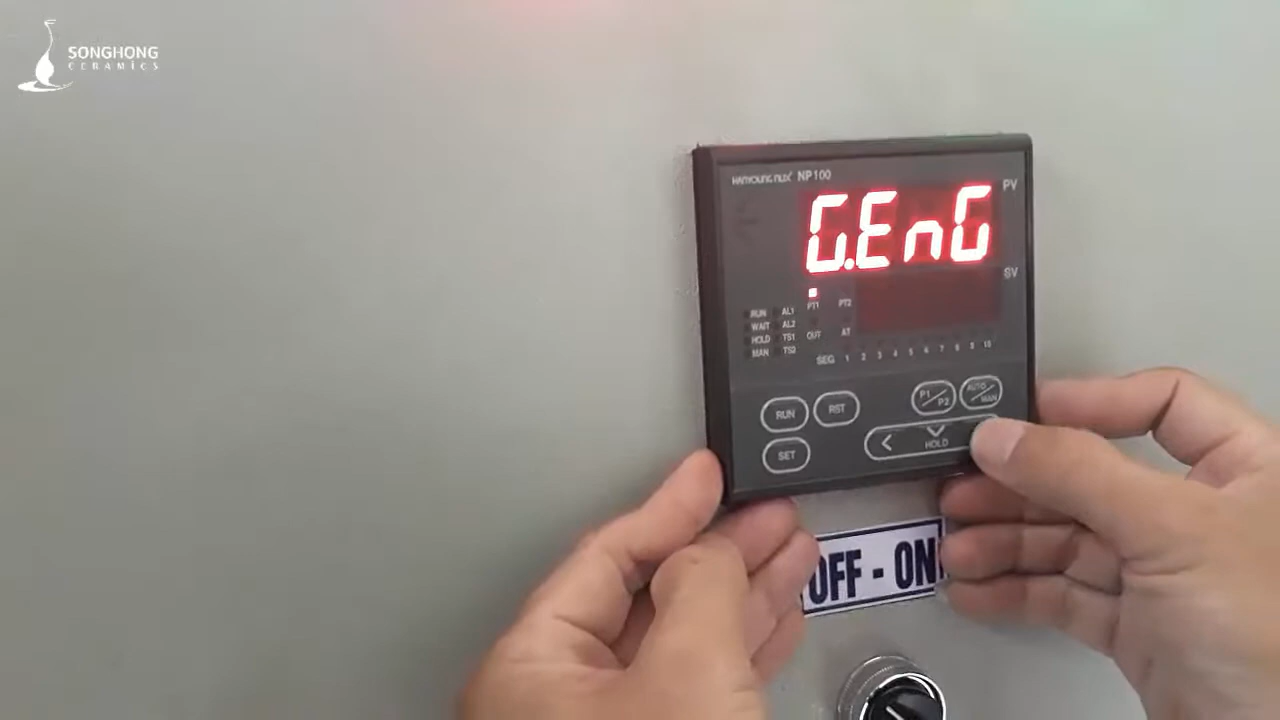 SONGHONG
CERAMICS
HANYOUNG NUX NP100
PV
G.EnG
SV
PT1 PT2
RUN AL1
WAIT AL2
HOLD TS1 OUT AT
MAN TS2
SEG 1 2 3 4 5 6 7 8 9 10
RUN RST P1/P2 AUTO/MAN
SET HOLD
OFF - ON